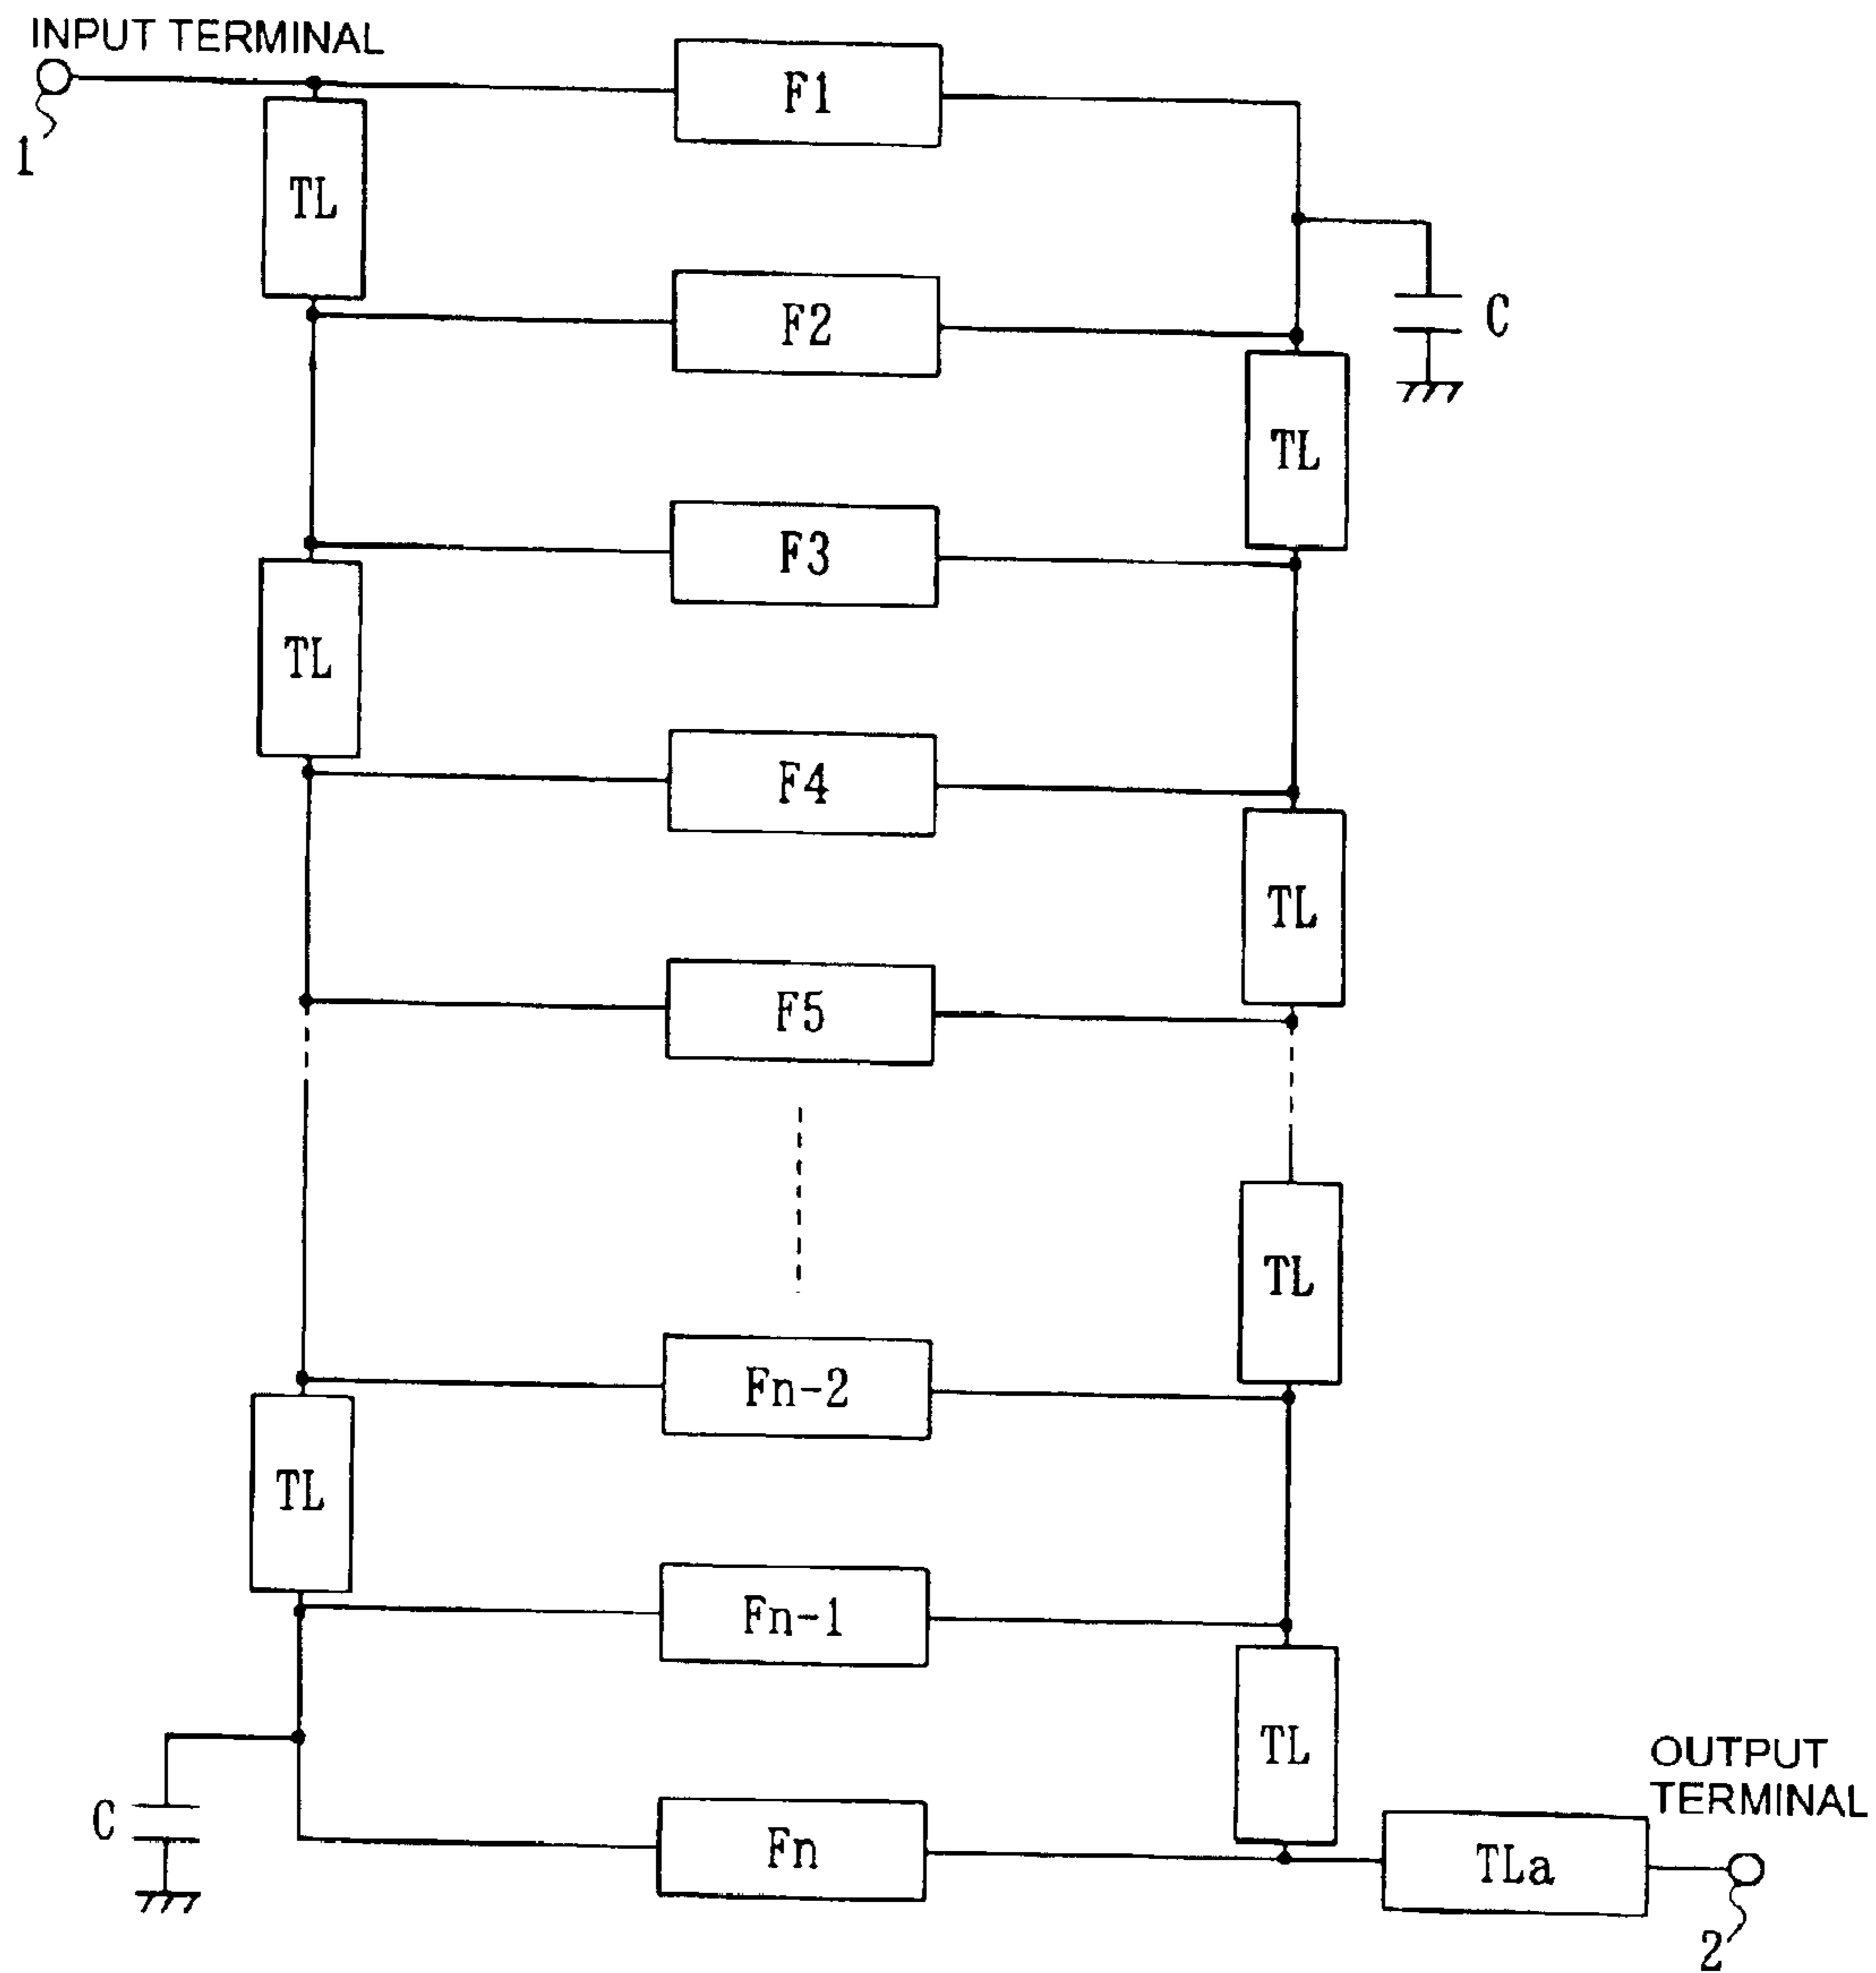 INPUT TERMINAL
1
F1
TL
F2
C
TL
F3
TL
F4
TL
F5
TL
Fn-2
TL
Fn-1
TL
OUTPUT
TERMINAL
C
Fn
TLa
2